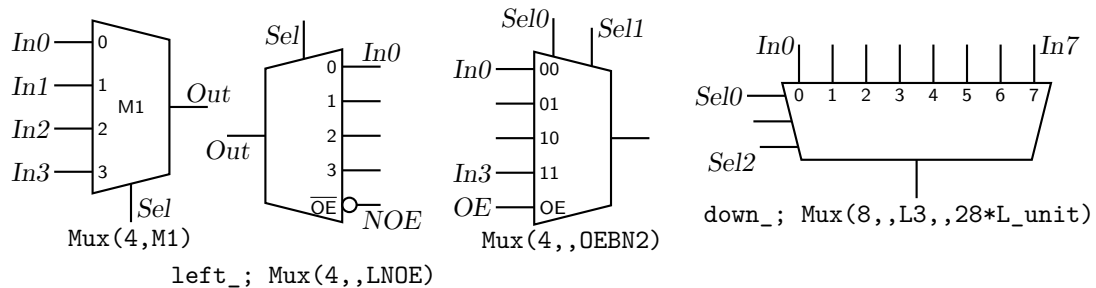 In0
In1
In2
In3
0
1
2
3
M1
Out
Sel
Mux(4,M1)
Sel
Out
0
1
2
3
OE
In0
NOE
left_; Mux(4,,LNOE)
Sel0
Sel1
In0
In3
OE
00
01
10
11
OE
Mux(4,,OEBN2)
In0
In7
Sel0
Sel2
0 1 2 3 4 5 6 7
down_; Mux(8,,L3,,28*L_unit)